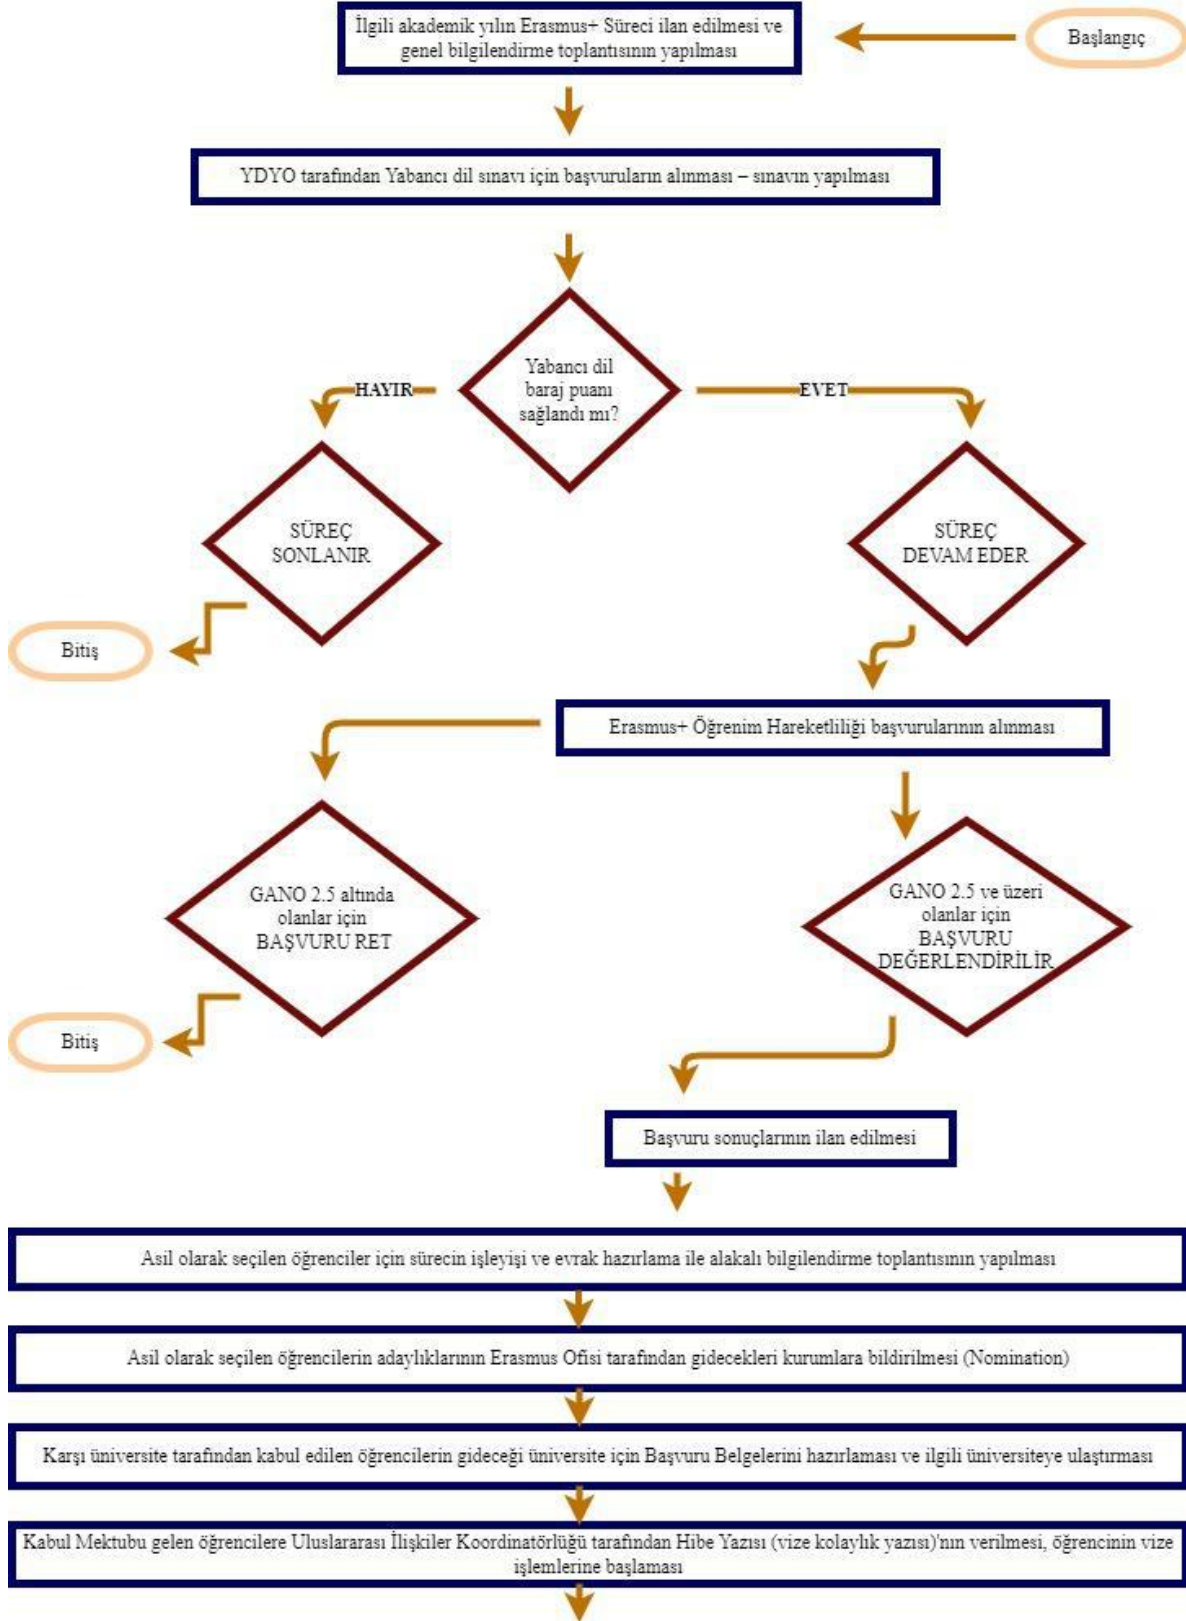 İlgili akademik yılın Erasmus+ Süreci ilan edilmesi ve
genel bilgilendirme toplantısının yapılması
Başlangıç
YDYO tarafından Yabancı dil sınavı için başvuruların alınması – sınavın yapılması
Yabancı dil
baraj puanı
sağlandı mı?
HAYIR
EVET
SÜREÇ
SONLANIR
SÜREÇ
DEVAM EDER
Bitiş
Erasmus+ Öğrenim Hareketliliği başvurularının alınması
GANO 2.5 altında
olanlar için
BAŞVURU RET
GANO 2.5 ve üzeri
olanlar için
BAŞVURU
DEĞERLENDİRİLİR
Bitiş
Başvuru sonuçlarının ilan edilmesi
Asil olarak seçilen öğrenciler için sürecin işleyişi ve evrak hazırlama ile alakalı bilgilendirme toplantısının yapılması
Asil olarak seçilen öğrencilerin adaylıklarının Erasmus Ofisi tarafından gidecekleri kurumlara bildirilmesi (Nomination)
Karşı üniversite tarafından kabul edilen öğrencilerin gideceği üniversite için Başvuru Belgelerini hazırlaması ve ilgili üniversiteye ulaştırması
Kabul Mektubu gelen öğrencilere Uluslararası İlişkiler Koordinatörlüğü tarafından Hibe Yazısı (vize kolaylık yazısı)'nın verilmesi, öğrencinin vize
işlemlerine başlaması